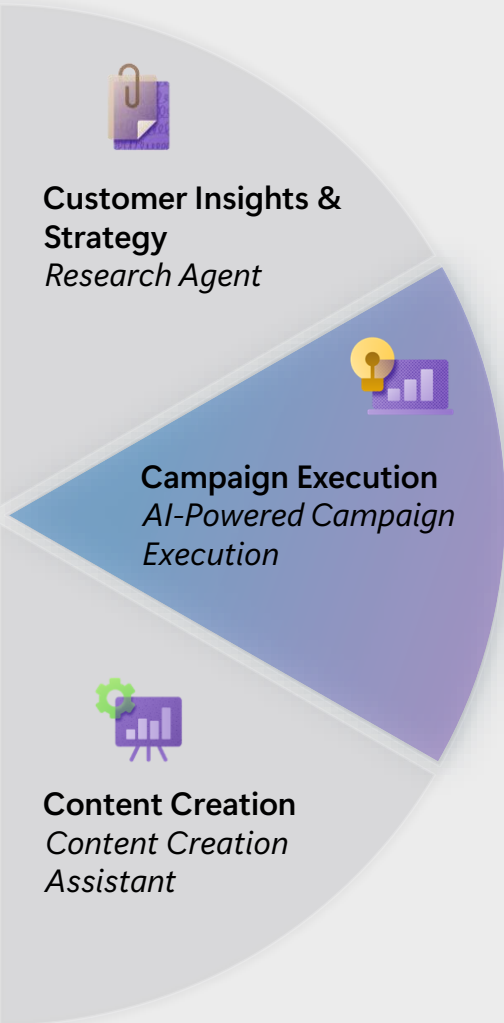 Customer Insights &
Strategy
Research Agent
Campaign Execution
AI-Powered Campaign
Execution
Content Creation
Content Creation
Assistant